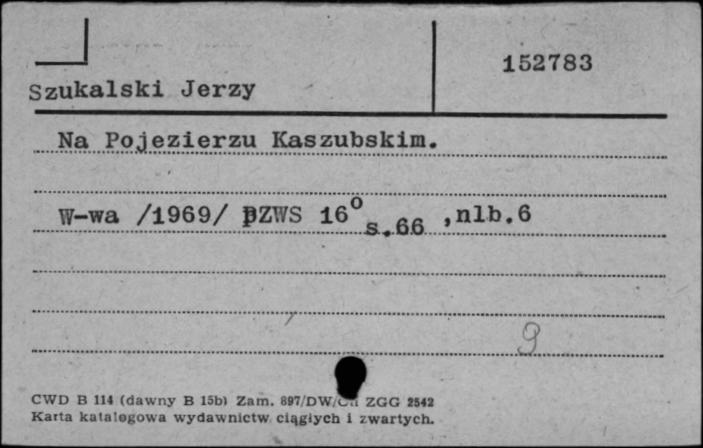 152783
Szukalski Jerzy
Na Pojezierzu Kaszubskim.
W-wa /1969/ PZWS 16° s.66 ,nlb.6
9
CWD B 114 (dawny B 15b) Zam. 897/DW/ ZGG 2542
Karta katalogowa wydawnictw ciągłych i zwartych.